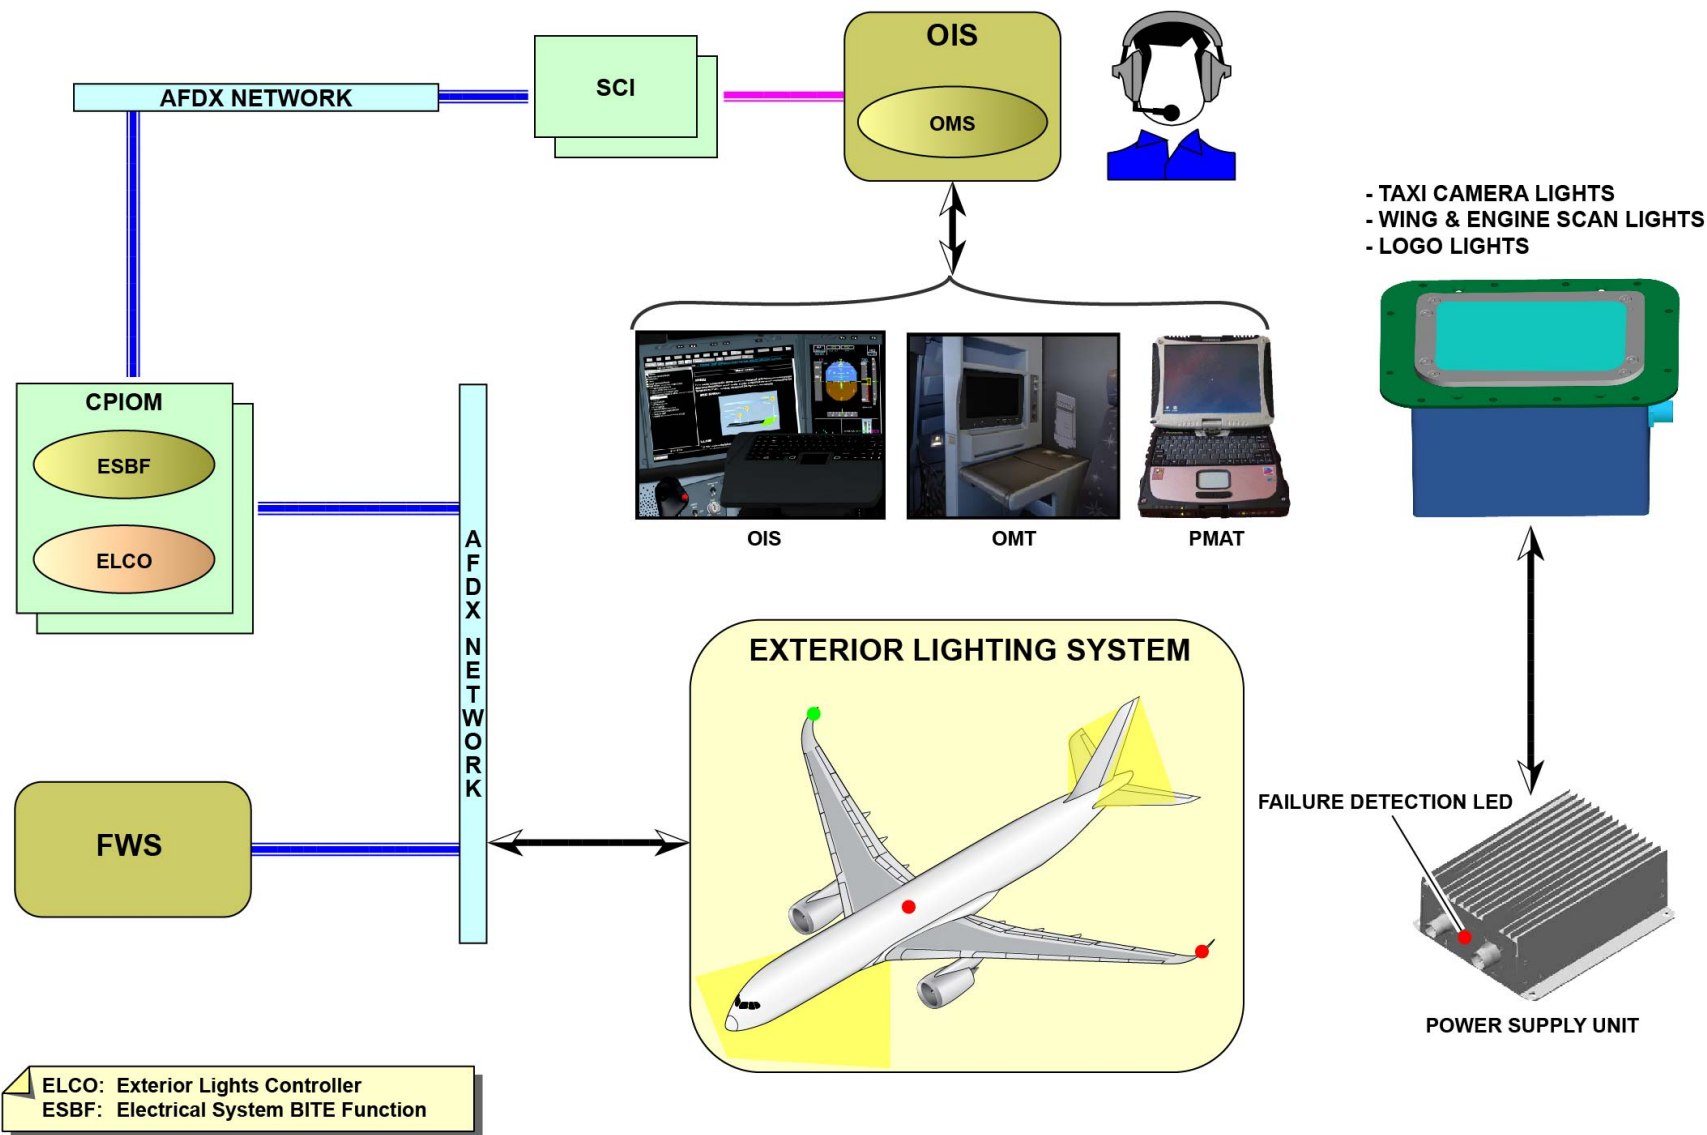 OIS
SCI
AFDX NETWORK
OMS
- TAXI CAMERA LIGHTS
- WING & ENGINE SCAN LIGHTS
- LOGO LIGHTS
CPIOM
ESBF
ELCO
OIS
OMT
PMAT
AFDX NETWORK
EXTERIOR LIGHTING SYSTEM
FWS
FAILURE DETECTION LED
POWER SUPPLY UNIT
ELCO: Exterior Lights Controller
ESBF: Electrical System BITE Function